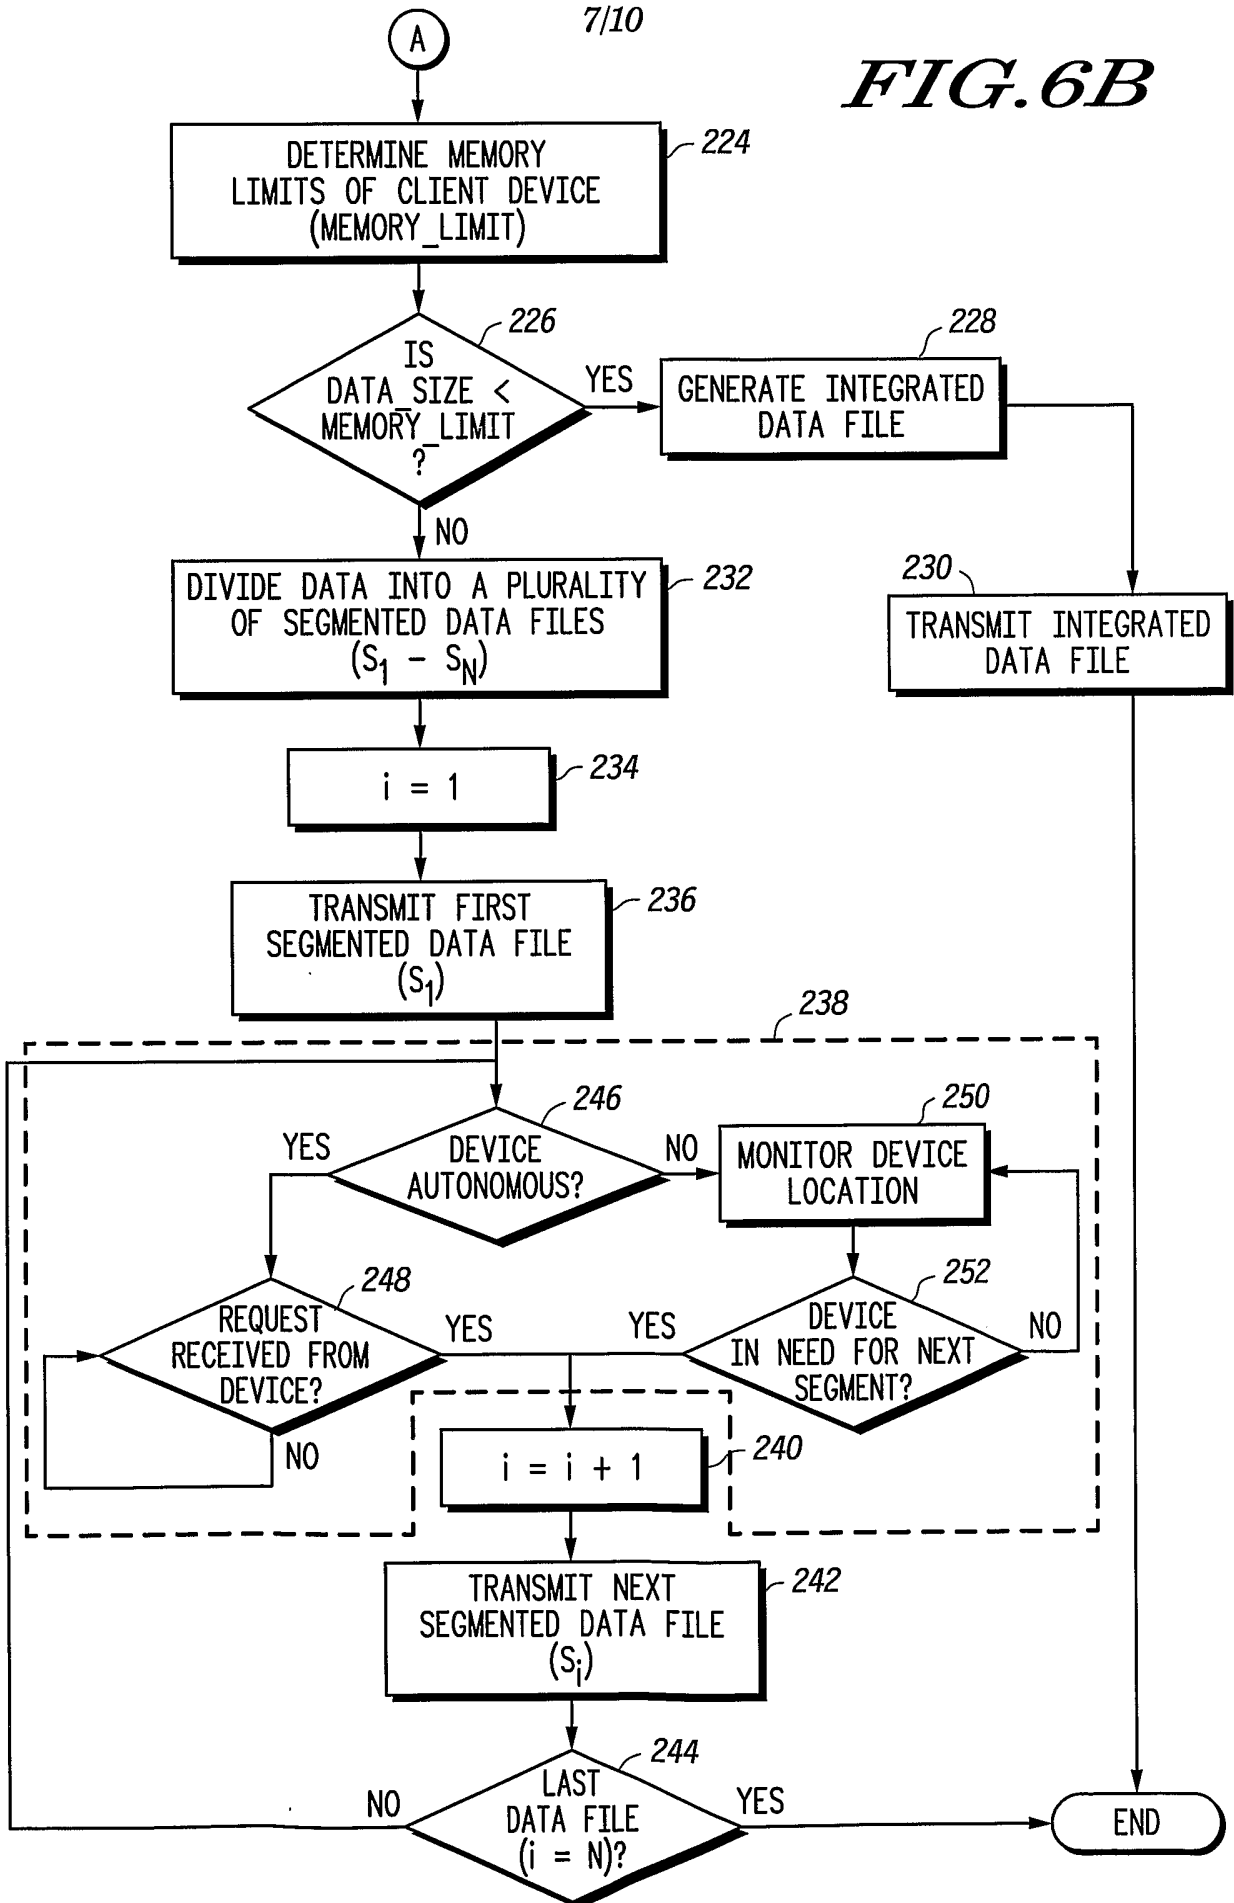 7/10
FIG.6B
A
DETERMINE MEMORY
LIMITS OF CLIENT DEVICE
(MEMORY_LIMIT)
224
IS
DATA_SIZE <
MEMORY_LIMIT
?
226
YES
GENERATE INTEGRATED
DATA FILE
228
NO
DIVIDE DATA INTO A PLURALITY
OF SEGMENTED DATA FILES
(S1 - SN)
232
230
TRANSMIT INTEGRATED
DATA FILE
i = 1
234
TRANSMIT FIRST
SEGMENTED DATA FILE
(S1)
236
238
DEVICE
AUTONOMOUS?
246
YES
NO
MONITOR DEVICE
LOCATION
250
REQUEST
RECEIVED FROM
DEVICE?
248
YES
NO
DEVICE
IN NEED FOR NEXT
SEGMENT?
252
YES
NO
i = i + 1
240
TRANSMIT NEXT
SEGMENTED DATA FILE
(Si)
242
LAST
DATA FILE
(i = N)?
244
NO
YES
END